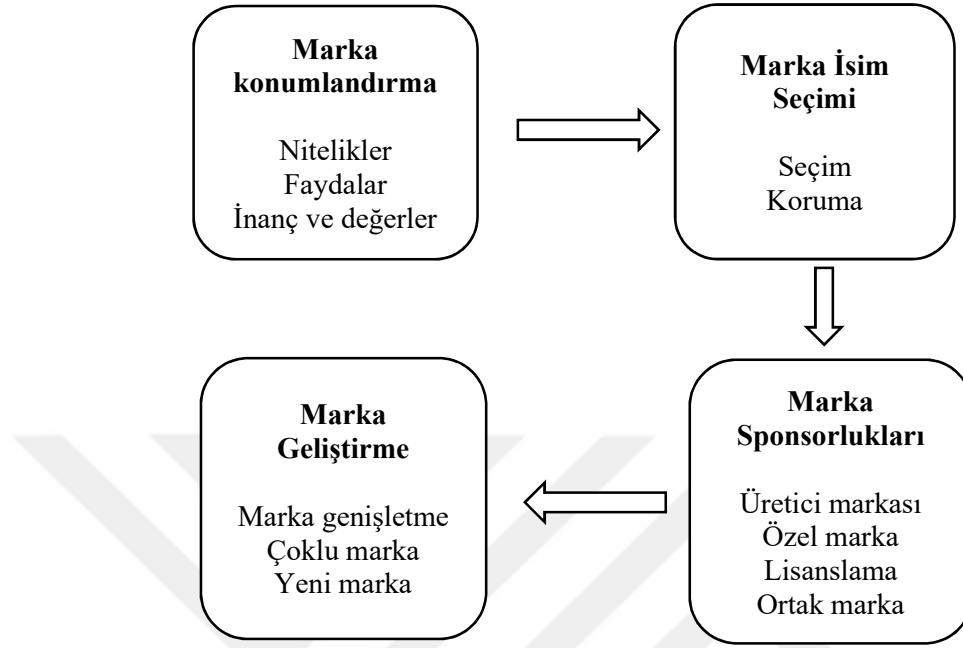 Marka
konumlandırma
Nitelikler
Faydalar
İnanç ve değerler
Marka İsim
Seçimi
Seçim
Koruma
Marka
Sponsorlukları
Üretici markası
Özel marka
Lisanslama
Ortak marka
Marka
Geliştirme
Marka genişletme
Çoklu marka
Yeni marka